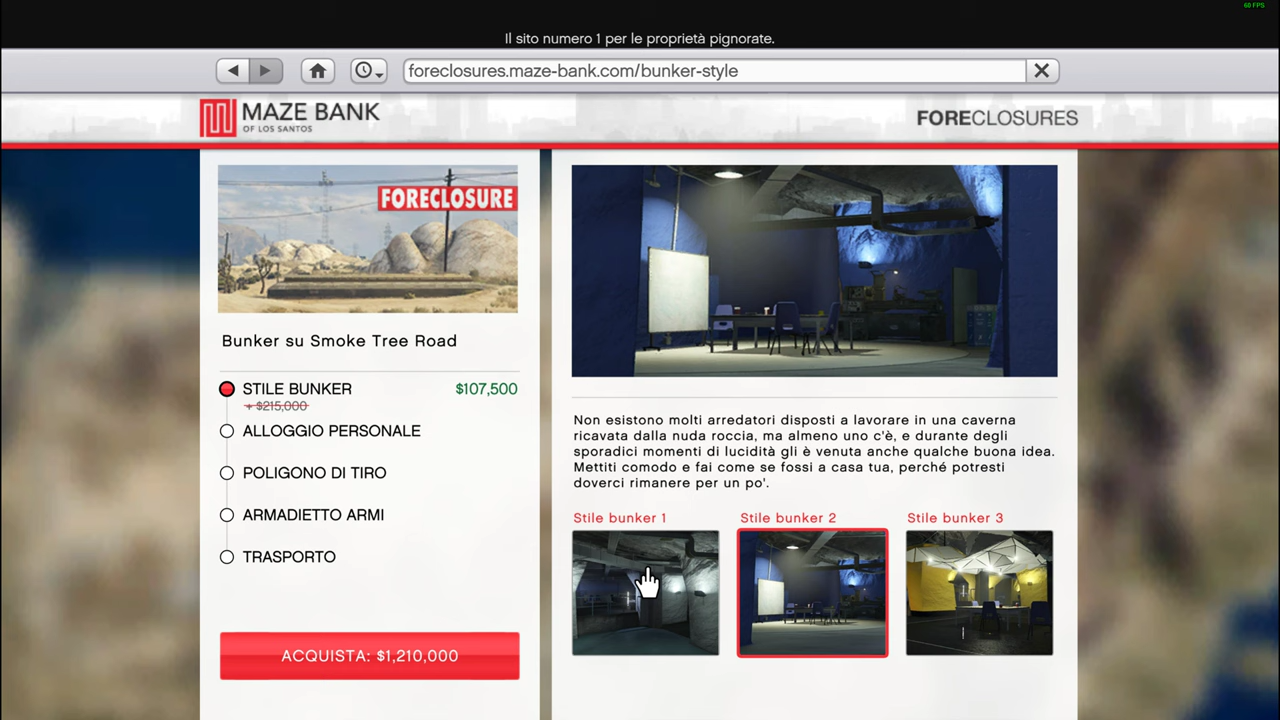 60 FPS
Il sito numero 1 per le proprietà pignorate.
foreclosures.maze-bank.com/bunker-style
MAZE BANK
OF LOS SANTOS
FORECLOSURES
FORECLOSURE
Bunker su Smoke Tree Road
STILE BUNKER $107,500
+ $215,000
ALLOGGIO PERSONALE
POLIGONO DI TIRO
ARMADIETTO ARMI
TRASPORTO
ACQUISTA: $1,210,000
Non esistono molti arredatori disposti a lavorare in una caverna
ricavata dalla nuda roccia, ma almeno uno c'è, e durante degli
sporadici momenti di lucidità gli è venuta anche qualche buona idea.
Mettiti comodo e fai come se fossi a casa tua, perché potresti
doverci rimanere per un po'.
Stile bunker 1
Stile bunker 2
Stile bunker 3